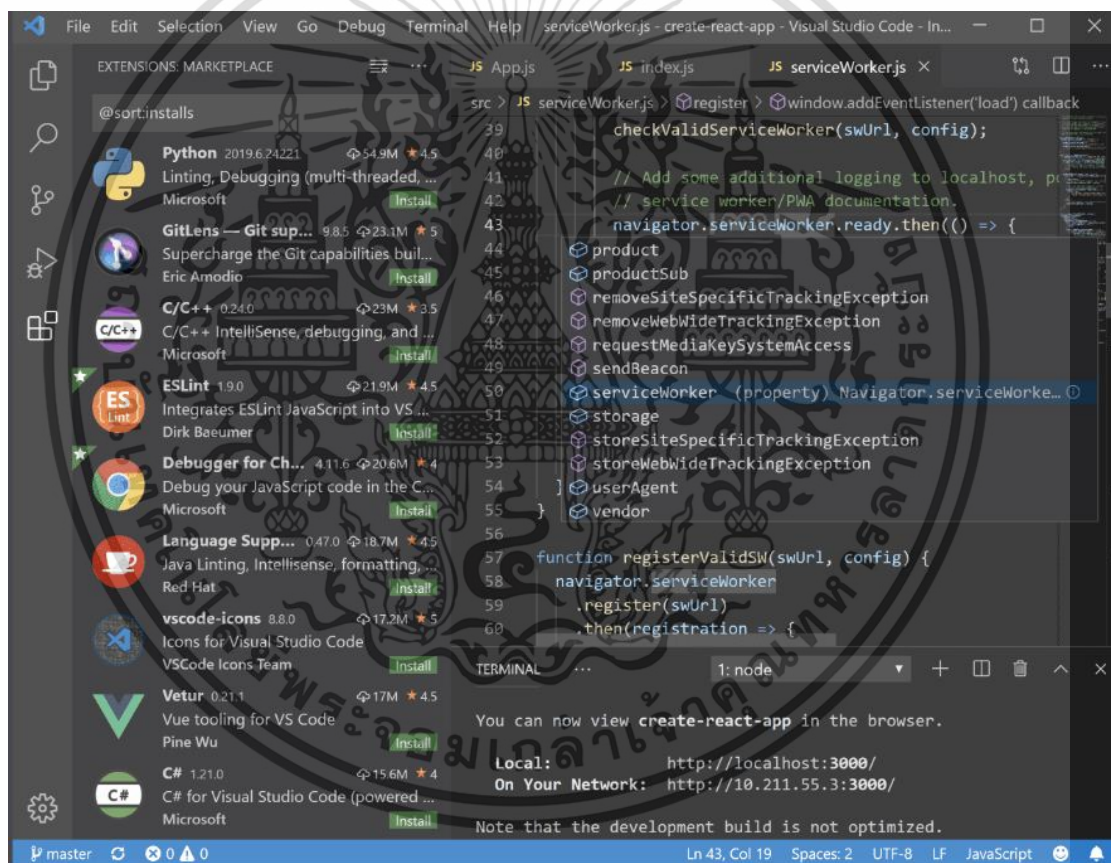 File Edit Selection View Go Debug Terminal Help serviceWorker.js - create-react-app - Visual Studio Code - In...
EXTENSIONS: MARKETPLACE
@sort:installs
Python 2019.6.24221 54.9M 4.5
Linting, Debugging (multi-threaded, ...
Microsoft Install
GitLens — Git sup... 9.8.5 23.1M 5
Supercharge the Git capabilities buil...
Eric Amodio Install
C/C++ 0.24.0 23M 3.5
C/C++ C/C++ IntelliSense, debugging, and ...
Microsoft Install
ESLint 1.9.0 21.9M 4.5
ES Lint Integrates ESLint JavaScript into VS ...
Dirk Baeumer Install
Debugger for Ch... 4.11.6 20.6M 4
Debug your JavaScript code in the C...
Microsoft Install
Language Supp... 0.47.0 18.7M 4.5
Java Linting, Intellisense, formatting, ...
Red Hat Install
vscode-icons 8.8.0 17.2M 5
Icons for Visual Studio Code
VSCode Icons Team Install
Vetur 0.21.1 17M 4.5
Vue tooling for VS Code
Pine Wu Install
C# 1.21.0 15.6M 4
C# C# for Visual Studio Code (powered ...
Microsoft Install
JS App.js JS index.js JS serviceWorker.js
src > JS serviceWorker.js > register > window.addEventListener('load') callback
39 checkValidServiceWorker(swUrl, config);
40
41 // Add some additional logging to localhost, po
42 // service worker/PWA documentation.
43 navigator.serviceWorker.ready.then(() => {
44 product
45 productSub
46 removeSiteSpecificTrackingException
47 removeWebWideTrackingException
48 requestMediaKeySystemAccess
49 sendBeacon
50 serviceWorker (property) Navigator.serviceWorke...
51 storage
52 storeSiteSpecificTrackingException
53 storeWebWideTrackingException
54 } userAgent
55 } vendor
56
57 function registerValidSW(swUrl, config) {
58 navigator.serviceWorker
59 .register(swUrl)
60 .then(registration => {
TERMINAL ... 1: node
You can now view create-react-app in the browser.
Local: http://localhost:3000/
On Your Network: http://10.211.55.3:3000/
Note that the development build is not optimized.
master 0 0 Ln 43, Col 19 Spaces: 2 UTF-8 LF JavaScript